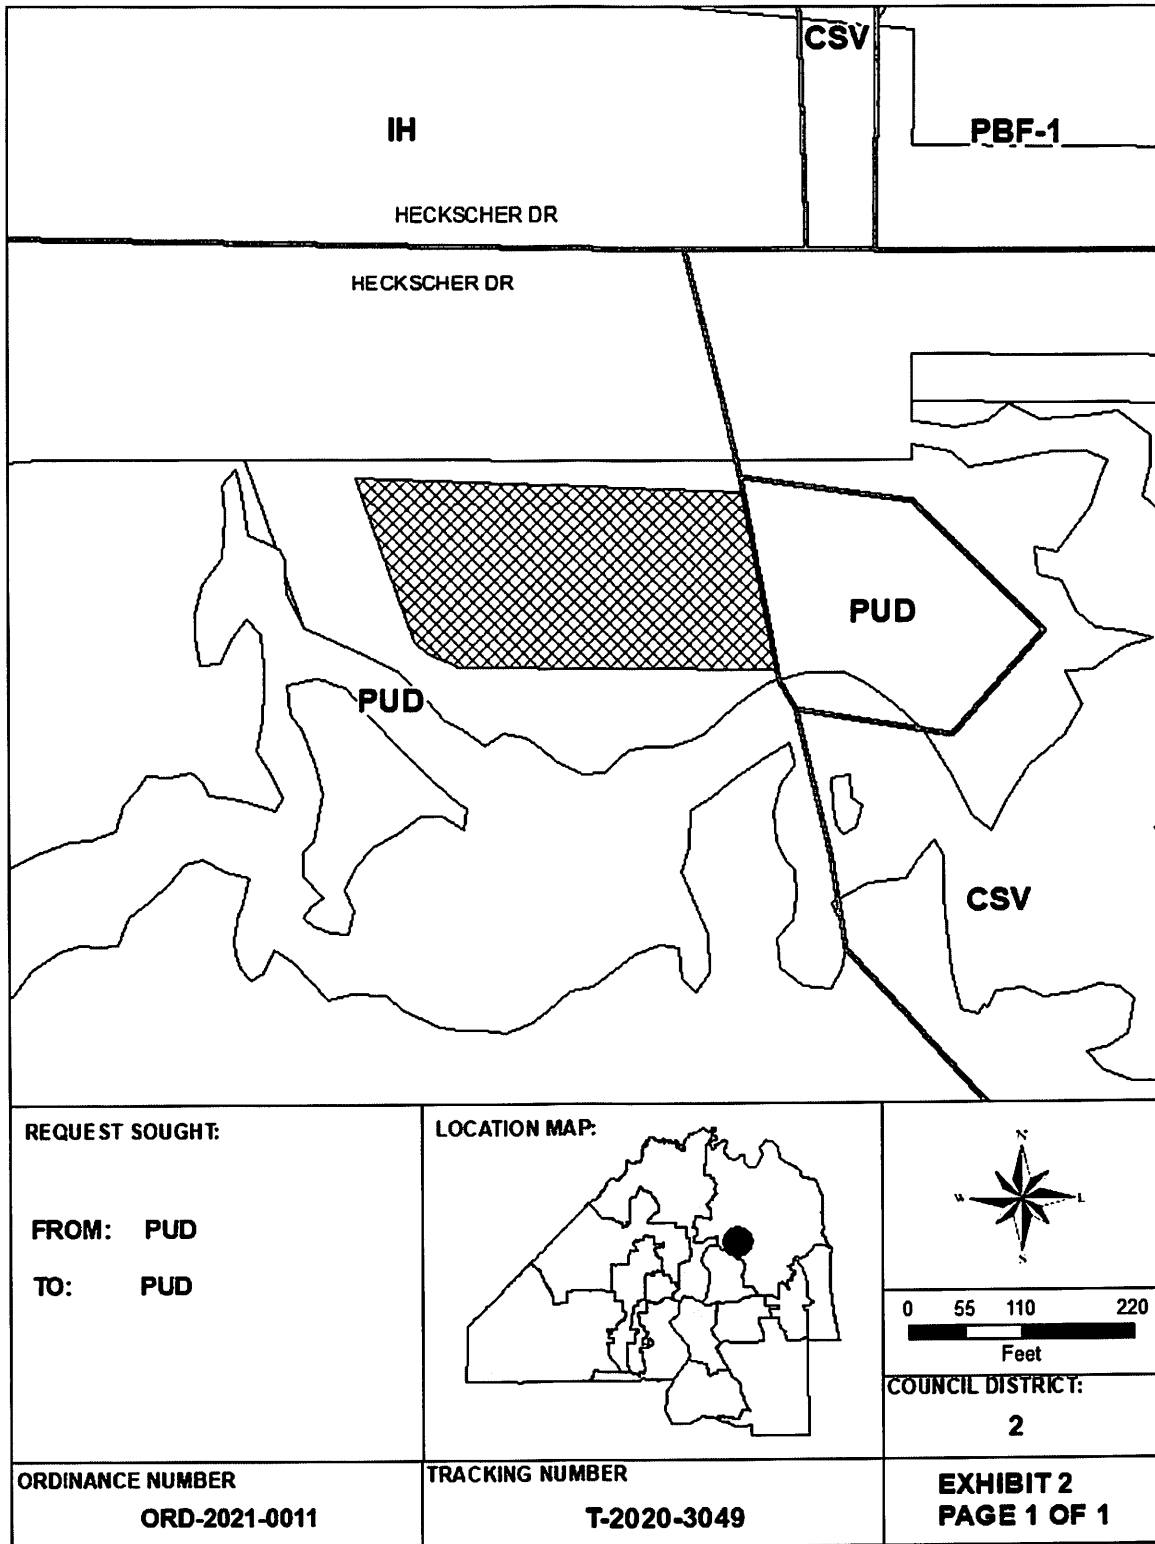 CSV
IH
PBF-1
HECKSCHER DR
HECKSCHER DR
PUD
PUD
CSV
REQUEST SOUGHT:
FROM: PUD
TO: PUD
LOCATION MAP:
N
W E
S
0 55 110 220
Feet
COUNCIL DISTRICT:
2
ORDINANCE NUMBER
ORD-2021-0011
TRACKING NUMBER
T-2020-3049
EXHIBIT 2
PAGE 1 OF 1